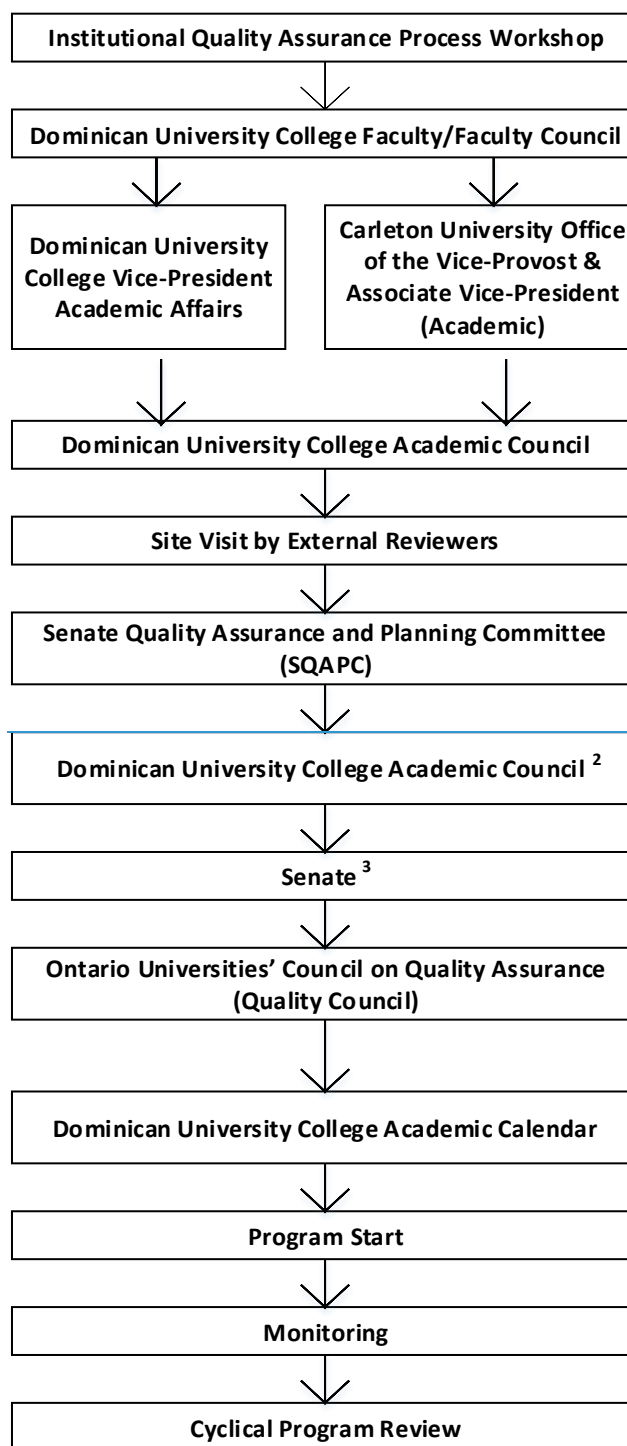 Institutional Quality Assurance Process Workshop
Dominican University College Faculty/Faculty Council
Dominican University
College Vice-President
Academic Affairs
Carleton University Office
of the Vice-Provost &
Associate Vice-President
(Academic)
Dominican University College Academic Council
Site Visit by External Reviewers
Senate Quality Assurance and Planning Committee
(SQAPC)
Dominican University College Academic Council 2
Senate 3
Ontario Universities’ Council on Quality Assurance
(Quality Council)
Dominican University College Academic Calendar
Program Start
Monitoring
Cyclical Program Review